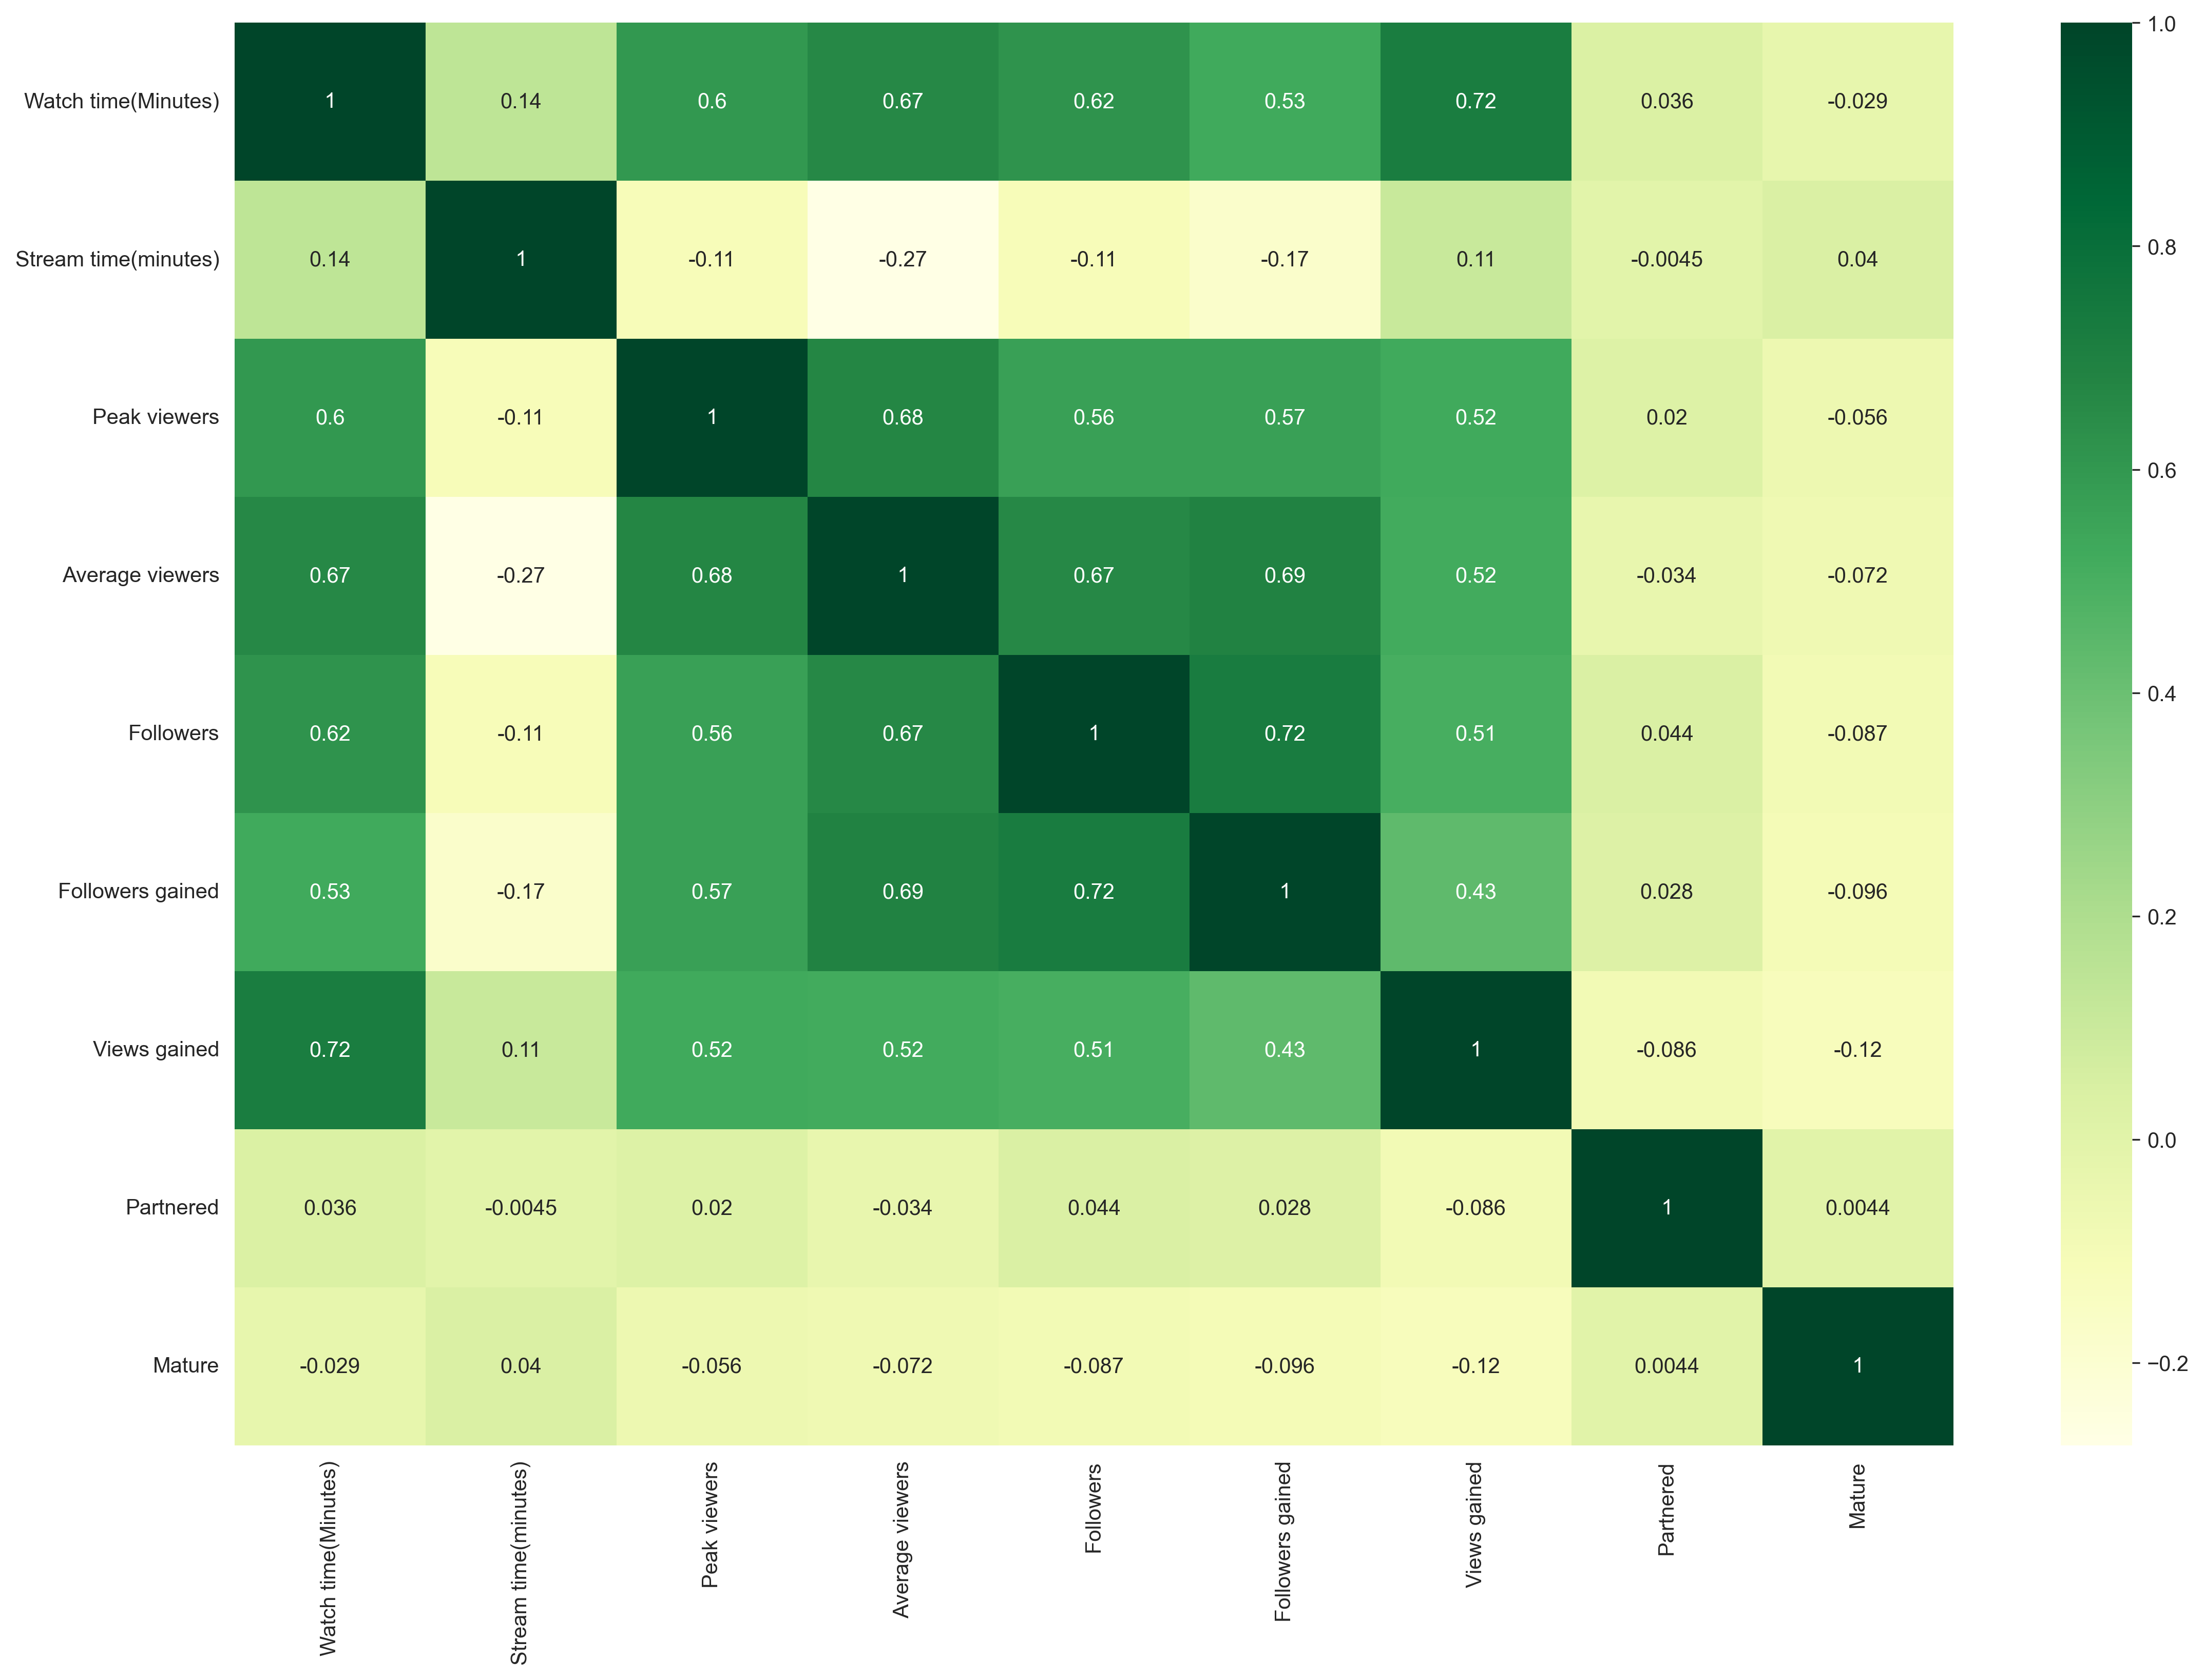 Watch time(Minutes) 1 0.14 0.6 0.67 0.62 0.53 0.72 0.036 -0.029
Stream time(minutes) 0.14 1 -0.11 -0.27 -0.11 -0.17 0.11 -0.0045 0.04
Peak viewers 0.6 -0.11 1 0.68 0.56 0.57 0.52 0.02 -0.056
Average viewers 0.67 -0.27 0.68 1 0.67 0.69 0.52 -0.034 -0.072
Followers 0.62 -0.11 0.56 0.67 1 0.72 0.51 0.044 -0.087
Followers gained 0.53 -0.17 0.57 0.69 0.72 1 0.43 0.028 -0.096
Views gained 0.72 0.11 0.52 0.52 0.51 0.43 1 -0.086 -0.12
Partnered 0.036 -0.0045 0.02 -0.034 0.044 0.028 -0.086 1 0.0044
Mature -0.029 0.04 -0.056 -0.072 -0.087 -0.096 -0.12 0.0044 1
Watch time(Minutes)
Stream time(minutes)
Peak viewers
Average viewers
Followers
Followers gained
Views gained
Partnered
Mature
1.0
0.8
0.6
0.4
0.2
0.0
−0.2